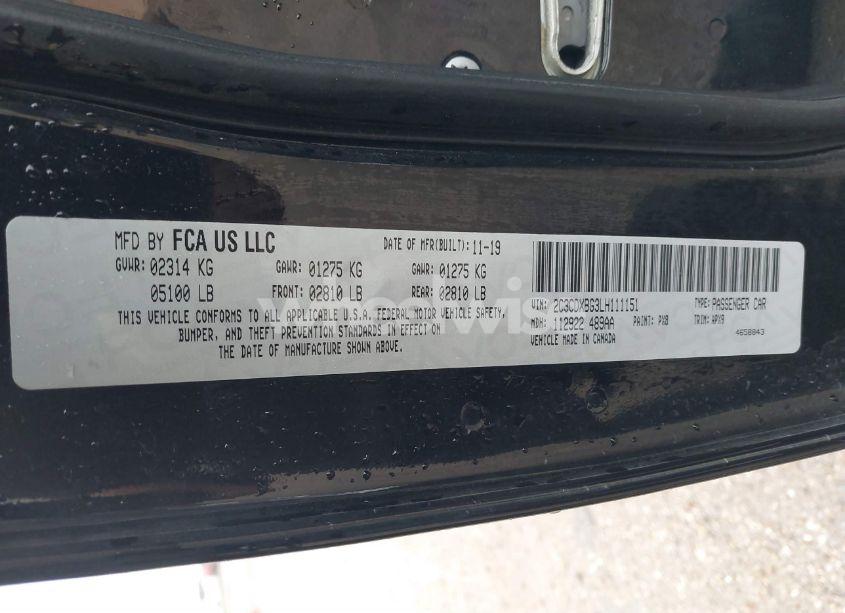 MFD BY FCA US LLC DATE OF MFR(BUILT): 11-19
GVWR: 02314 KG GAWR: 01275 KG GAWR: 01275 KG
05100 LB FRONT: 02810 LB REAR: 02810 LB
THIS VEHICLE CONFORMS TO ALL APPLICABLE U.S.A. FEDERAL MOTOR VEHICLE SAFETY,
BUMPER, AND THEFT PREVENTION STANDARDS IN EFFECT ON
THE DATE OF MANUFACTURE SHOWN ABOVE.
VIN: 2C3CDXBG3LH111151 TYPE: PASSENGER CAR
MDH: 112922 489AA PAINT: PX8 TRIM: APX9
VEHICLE MADE IN CANADA 4658843